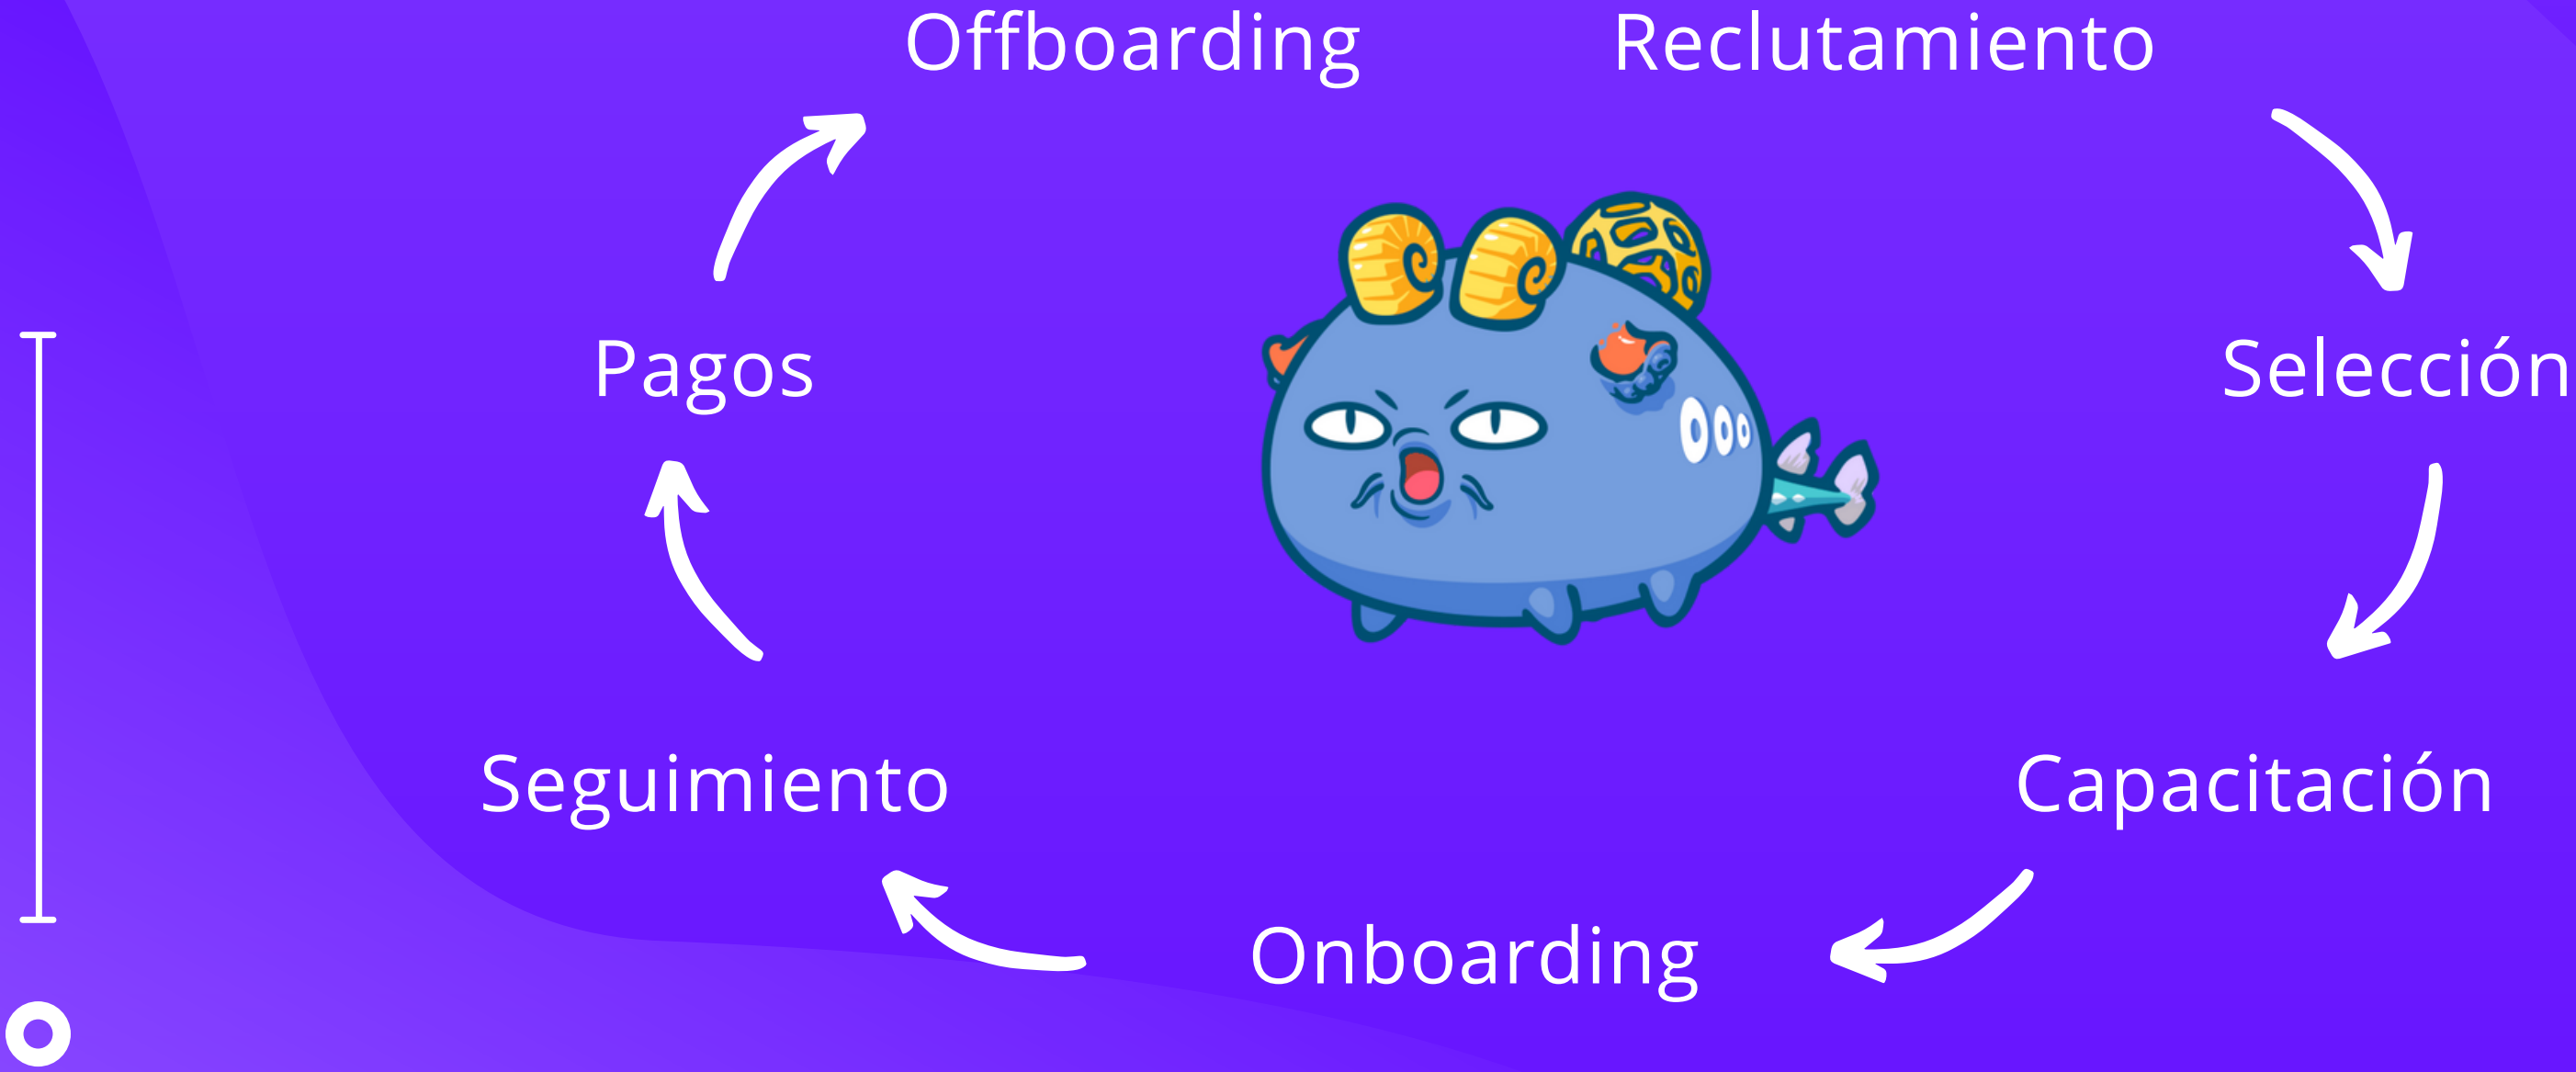 Offboarding
Reclutamiento
Pagos
Selección
Seguimiento
Capacitación
Onboarding